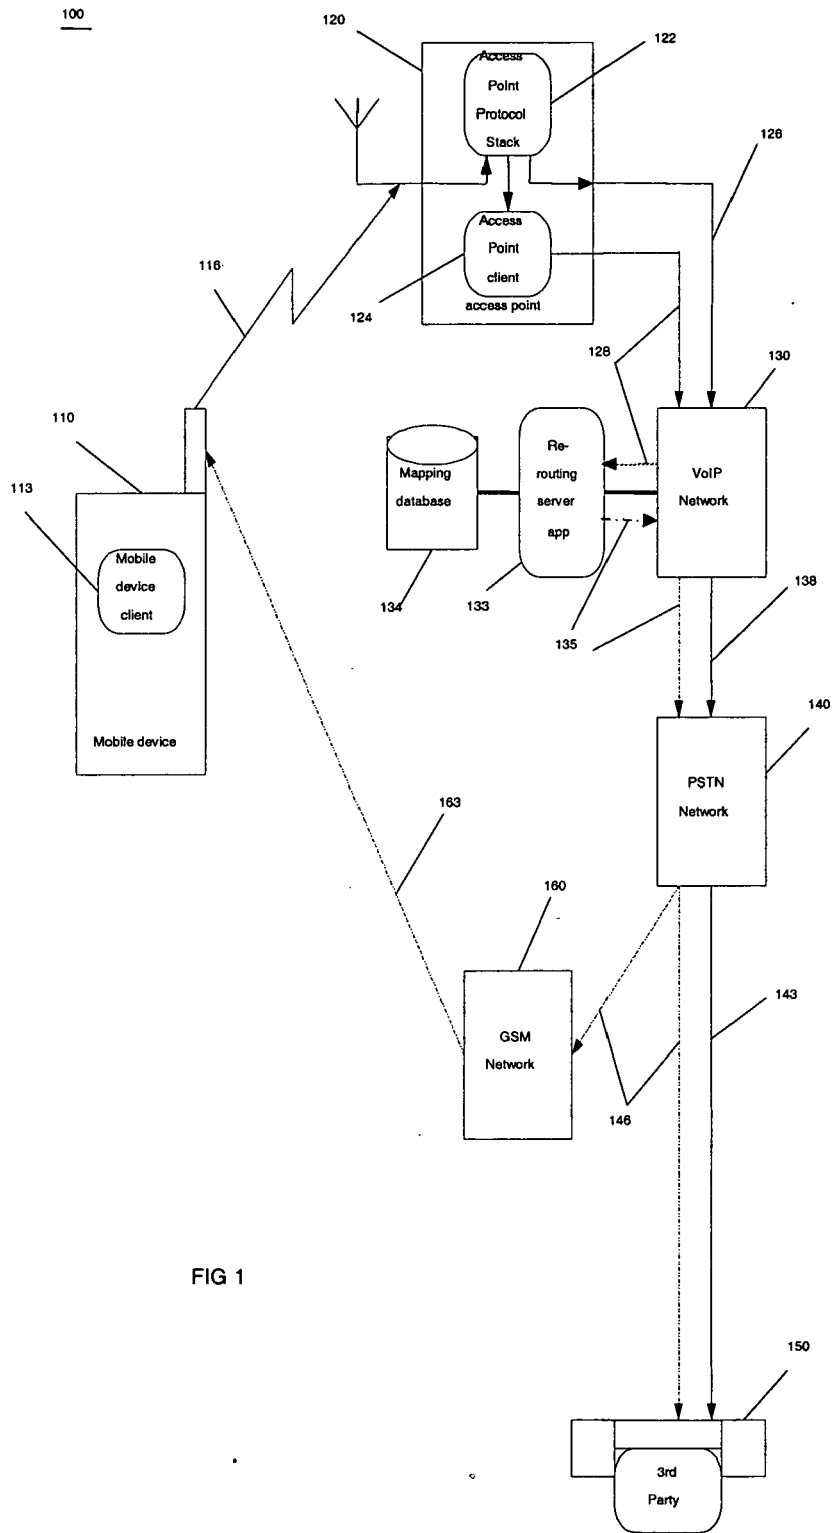 100
120
122
Access
Point
Protocol
Stack
126
Access
Point
client
124
access point
116
128
130
110
113
Mapping
database
Re-
routing
server
app
VoIP
Network
Mobile
device
client
134
133
135
138
Mobile device
140
PSTN
Network
163
160
143
GSM
Network
146
FIG 1
150
3rd
Party